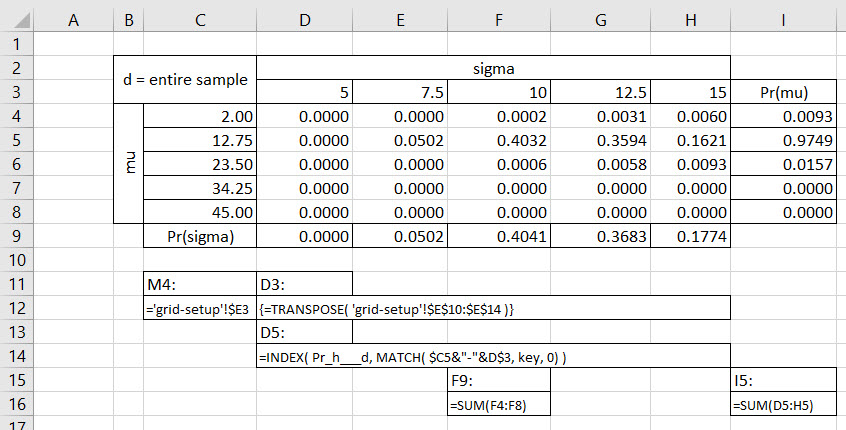 A B C D E F G H I
1
2 d = entire sample sigma
3 5 7.5 10 12.5 15 Pr(mu)
4 mu 2.00 0.0000 0.0000 0.0002 0.0031 0.0060 0.0093
5 12.75 0.0000 0.0502 0.4032 0.3594 0.1621 0.9749
6 23.50 0.0000 0.0000 0.0006 0.0058 0.0093 0.0157
7 34.25 0.0000 0.0000 0.0000 0.0000 0.0000 0.0000
8 45.00 0.0000 0.0000 0.0000 0.0000 0.0000 0.0000
9 Pr(sigma) 0.0000 0.0502 0.4041 0.3683 0.1774
10
11 M4: D3:
12 ='grid-setup'!$E3 {=TRANSPOSE( 'grid-setup'!$E$10:$E$14 )}
13 D5:
14 =INDEX( Pr_h___d, MATCH( $C5&"-"&D$3, key, 0) )
15 F9: I5:
16 =SUM(F4:F8) =SUM(D5:H5)
17